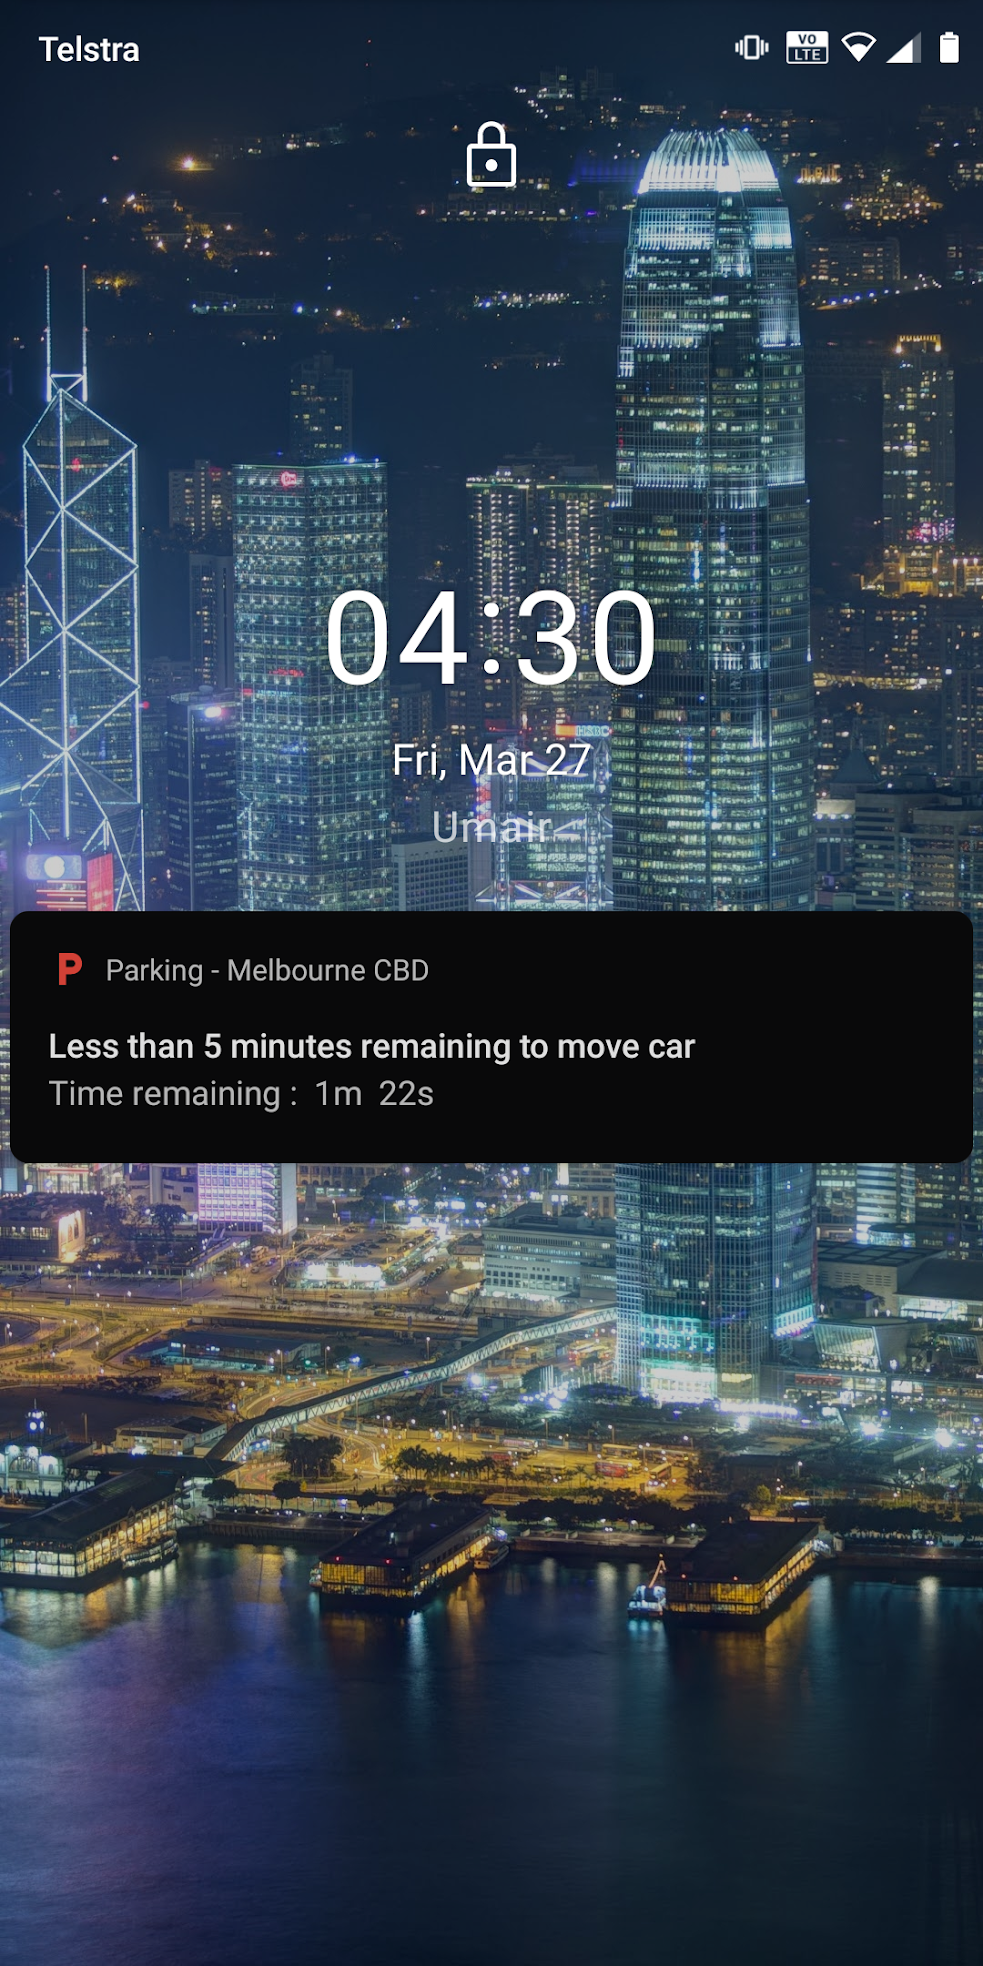 Telstra
VO
LTE
04:30
Fri, Mar 27
Umair
P Parking - Melbourne CBD
Less than 5 minutes remaining to move car
Time remaining : 1m 22s